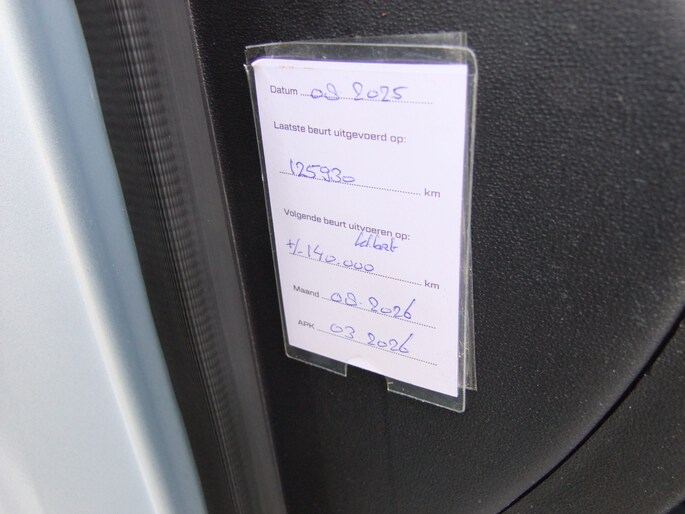 Datum 08 2025
Laatste beurt uitgevoerd op:
125930 km
Volgende beurt uitvoeren op:
+/- 140.000 km
Maand 08. 2026
APK 03 2026